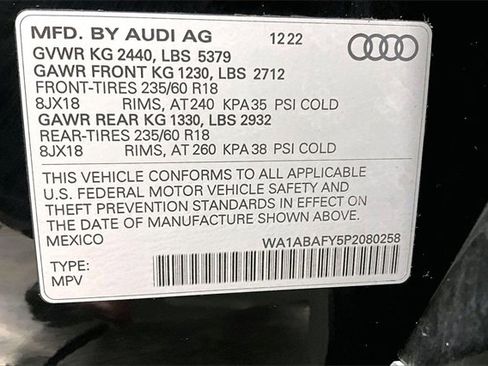 MFD. BY AUDI AG 12 22
GVWR KG 2440, LBS 5379
GAWR FRONT KG 1230, LBS 2712
FRONT-TIRES 235/60 R18
8JX18 RIMS, AT 240 KPA 35 PSI COLD
GAWR REAR KG 1330, LBS 2932
REAR-TIRES 235/60 R18
8JX18 RIMS, AT 260 KPA 38 PSI COLD
THIS VEHICLE CONFORMS TO ALL APPLICABLE
U.S. FEDERAL MOTOR VEHICLE SAFETY AND
THEFT PREVENTION STANDARDS IN EFFECT ON
THE DATE OF MANUFACTURE SHOWN ABOVE.
MEXICO WA1ABAFY5P2080258
TYPE:
MPV